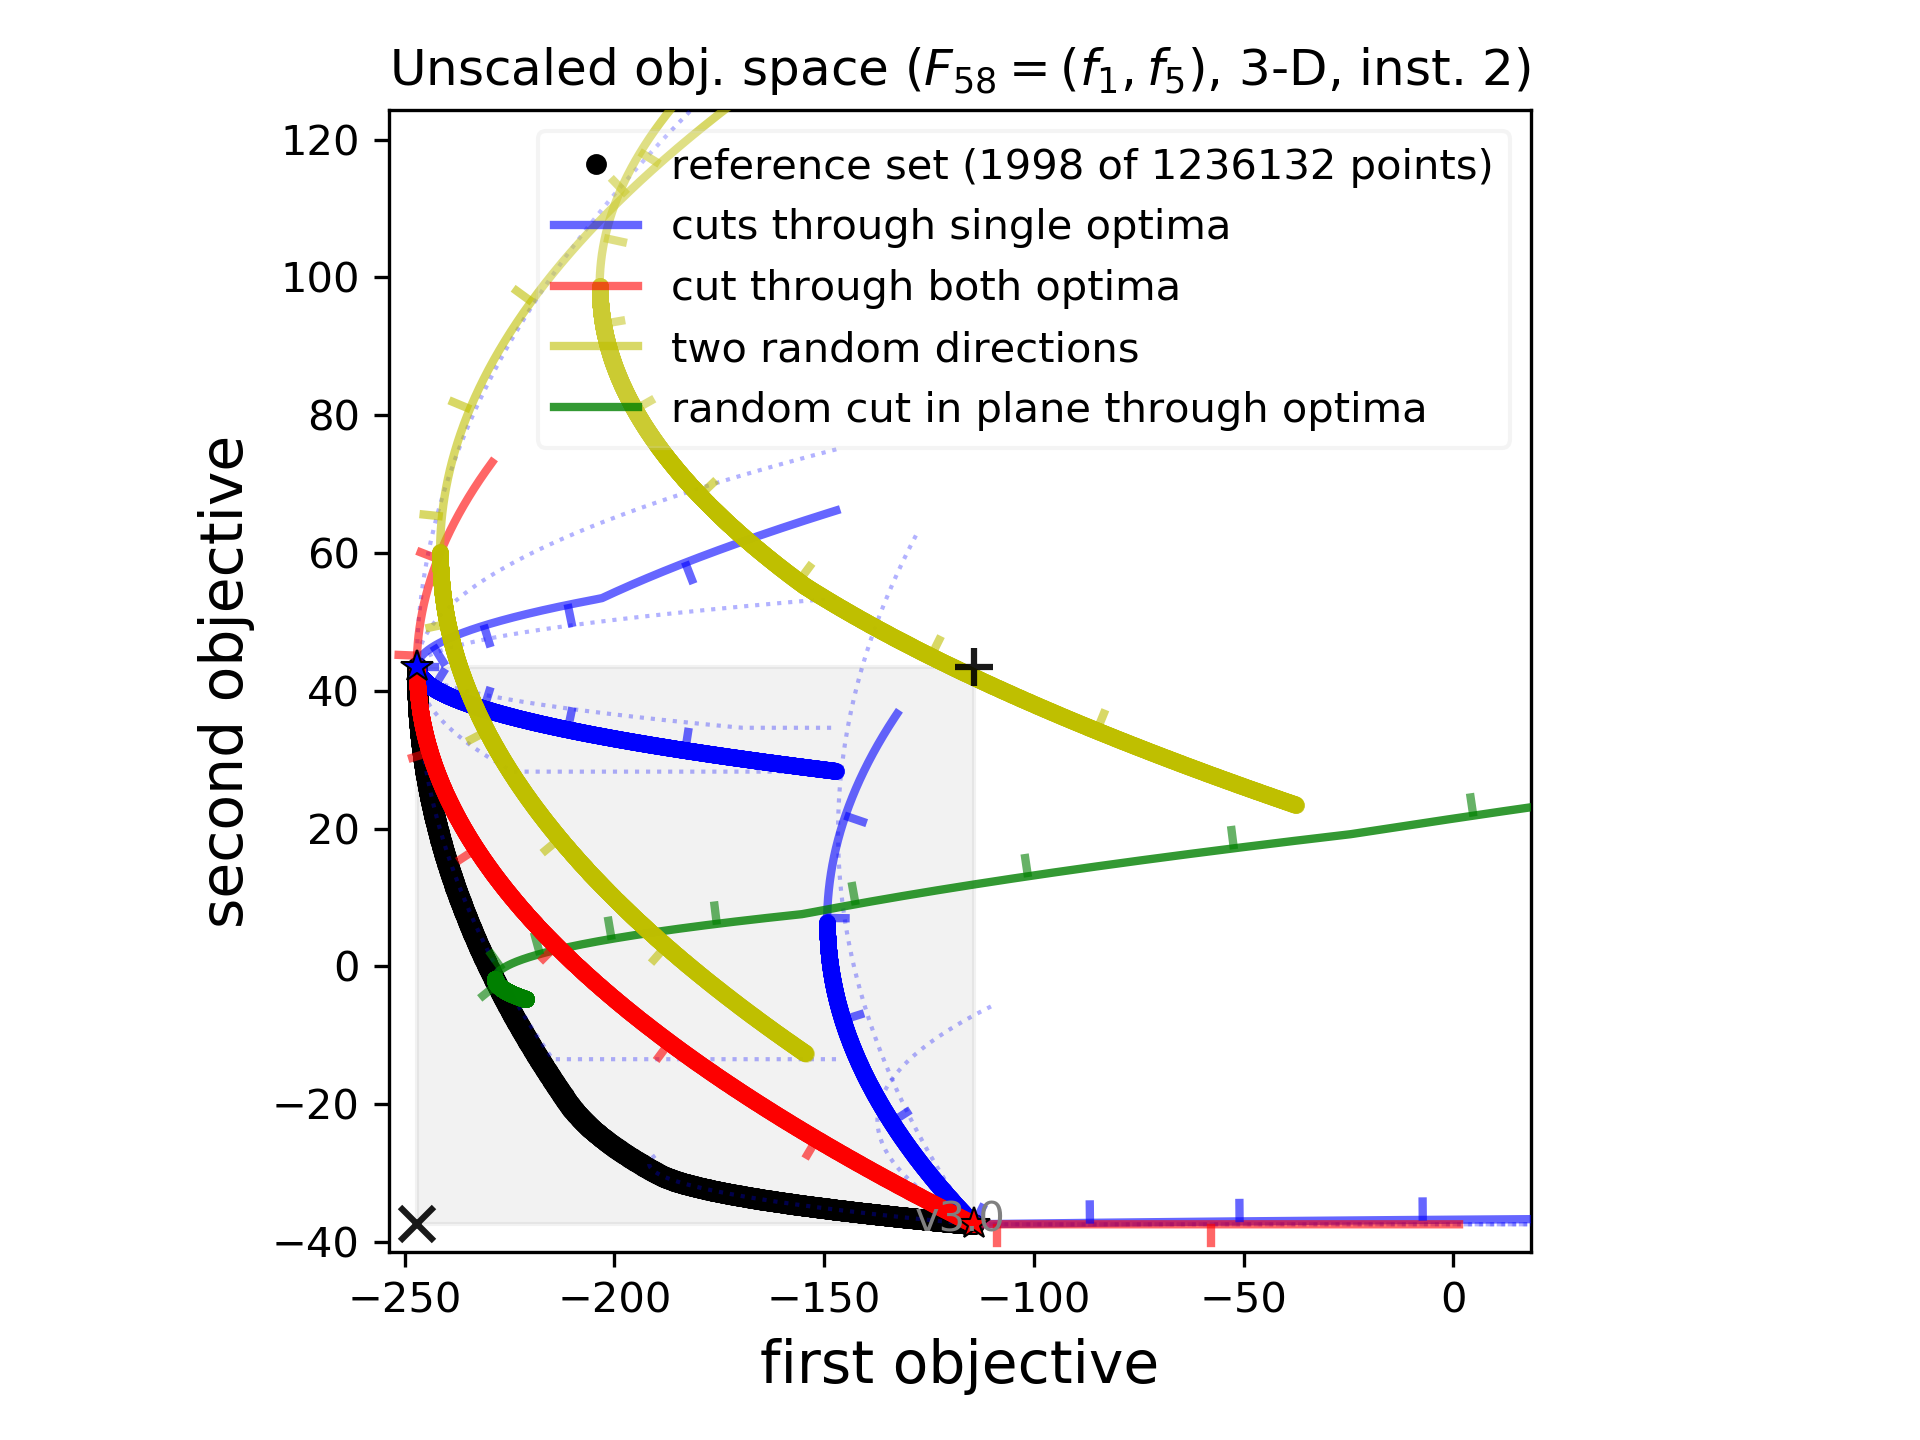 Unscaled obj. space (F₅₈ = (f₁, f₅), 3-D, inst. 2)
reference set (1998 of 1236132 points)
cuts through single optima
cut through both optima
two random directions
random cut in plane through optima
120
100
80
60
40
20
0
−20
−40
second objective
v3.0
−250
−200
−150
−100
−50
0
first objective